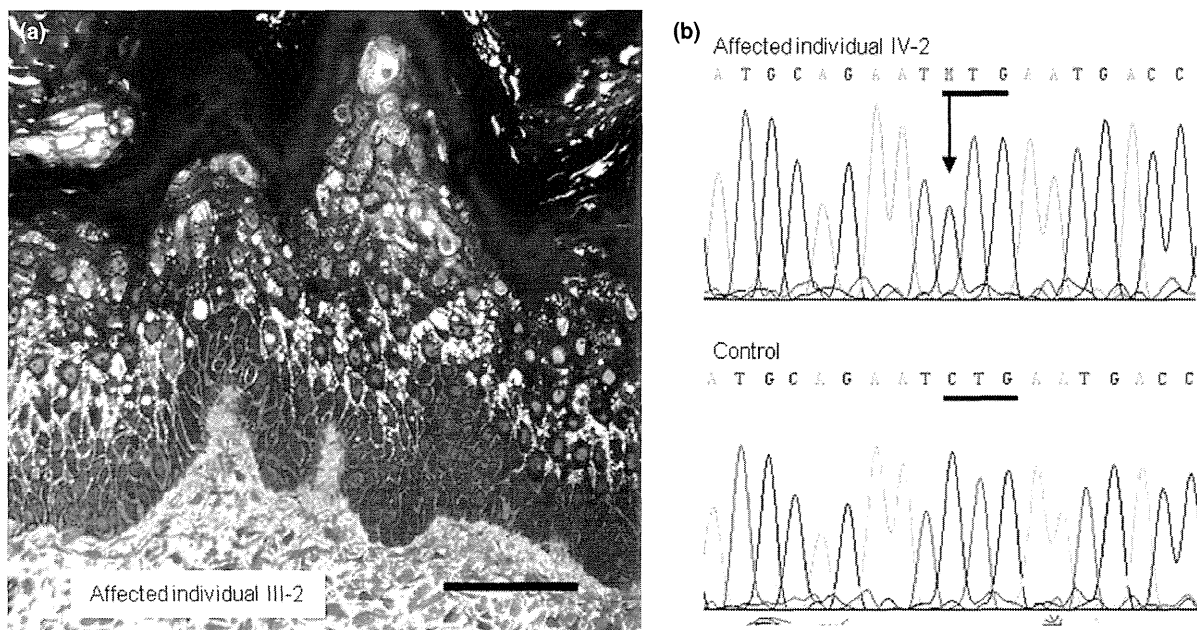 (a)
Affected individual III-2
(b)
Affected individual IV-2
A T G C A G A A T T G A A T G A C C
Control
A T G C A G A A T C T G A A T G A C C